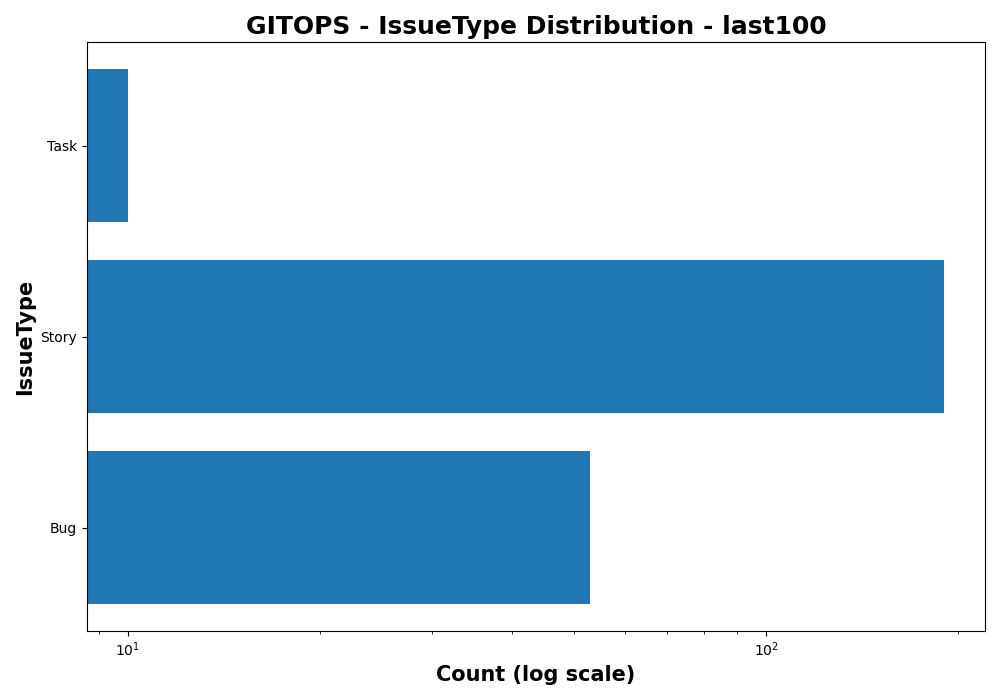 GITOPS - IssueType Distribution - last100
Task
Story
Bug
IssueType
10¹
10²
Count (log scale)